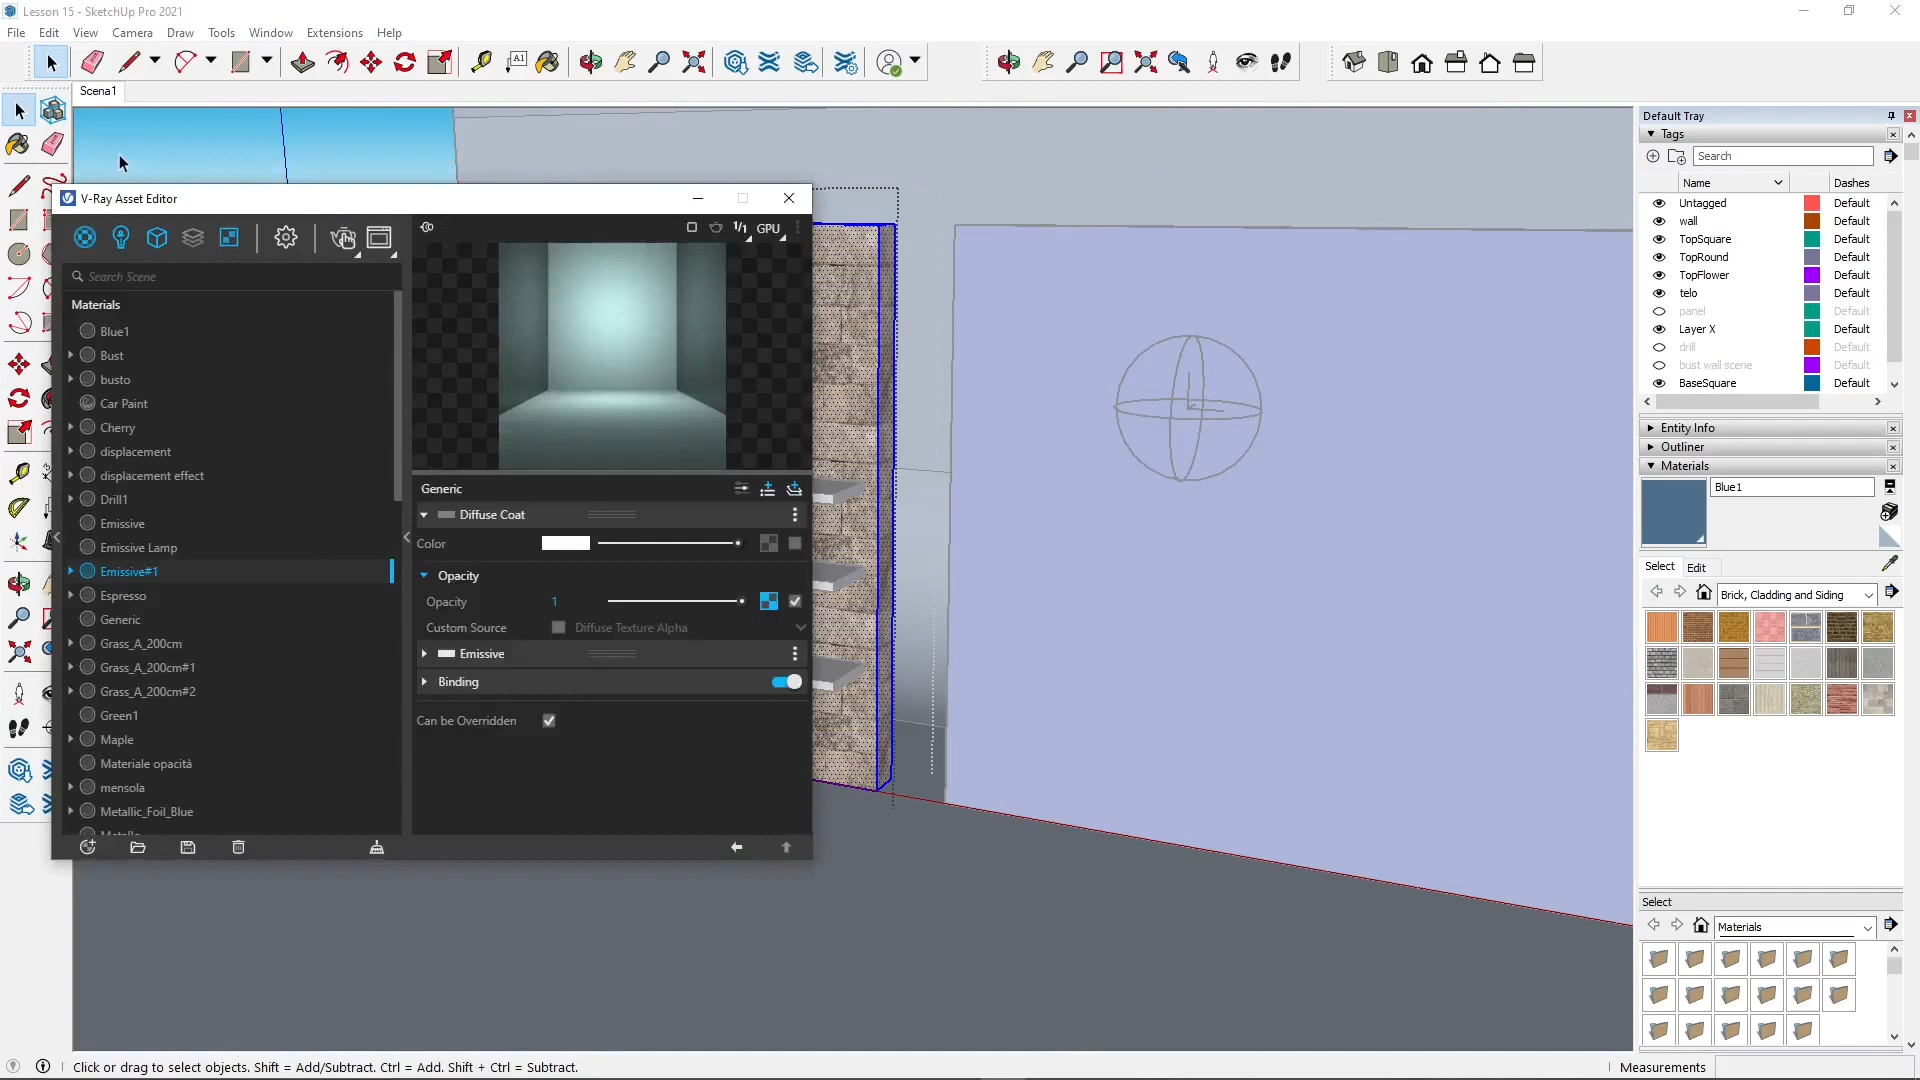 Lesson 15 - SketchUp Pro 2021
File Edit View Camera Draw Tools Window Extensions Help
Scena1
V-Ray Asset Editor
Search Scene
Materials
Blue1
Bust
busto
Car Paint
Cherry
displacement
displacement effect
Drill1
Emissive
Emissive Lamp
Emissive#1
Espresso
Generic
Grass_A_200cm
Grass_A_200cm#1
Grass_A_200cm#2
Green1
Maple
Materiale opacità
mensola
Metallic_Foil_Blue
1/1 GPU
Generic
Diffuse Coat
Color
Opacity
Opacity 1
Custom Source Diffuse Texture Alpha
Emissive
Binding
Can be Overridden
Default Tray
Tags
Search
Name Dashes
Untagged Default
wall Default
TopSquare Default
TopRound Default
TopFlower Default
telo Default
panel Default
Layer X Default
drill Default
bust wall scene Default
BaseSquare Default
Entity Info
Outliner
Materials
Blue1
Select Edit
Brick, Cladding and Siding
Select
Materials
Click or drag to select objects. Shift = Add/Subtract. Ctrl = Add. Shift + Ctrl = Subtract.
Measurements